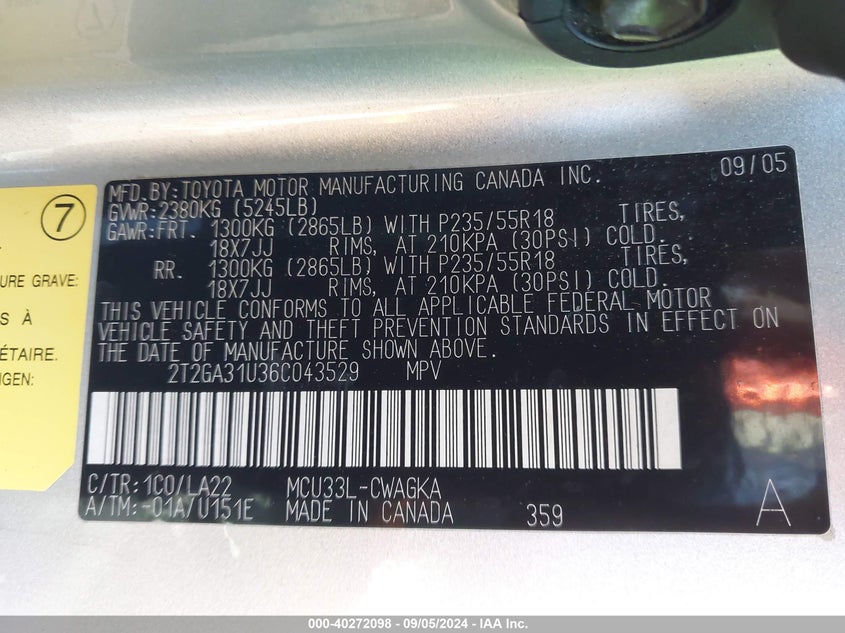 MFD.BY:TOYOTA MOTOR MANUFACTURING CANADA INC. 09/05
GVWR:2380KG (5245LB)
GAWR:FRT. 1300KG (2865LB) WITH P235/55R18 TIRES,
18X7JJ RIMS, AT 210KPA (30PSI) COLD.
RR. 1300KG (2865LB) WITH P235/55R18 TIRES,
18X7JJ RIMS, AT 210KPA (30PSI) COLD.
THIS VEHICLE CONFORMS TO ALL APPLICABLE FEDERAL MOTOR
VEHICLE SAFETY AND THEFT PREVENTION STANDARDS IN EFFECT ON
THE DATE OF MANUFACTURE SHOWN ABOVE.
2T2GA31U36C043529 MPV
C/TR:1C0/LA22 MCU33L-CWAGKA
A/TM:-01A/U151E MADE IN CANADA 359 A
7
URE GRAVE:
S À
ÉTAIRE.
NGEN:
000-40272098 - 09/05/2024 - IAA Inc.